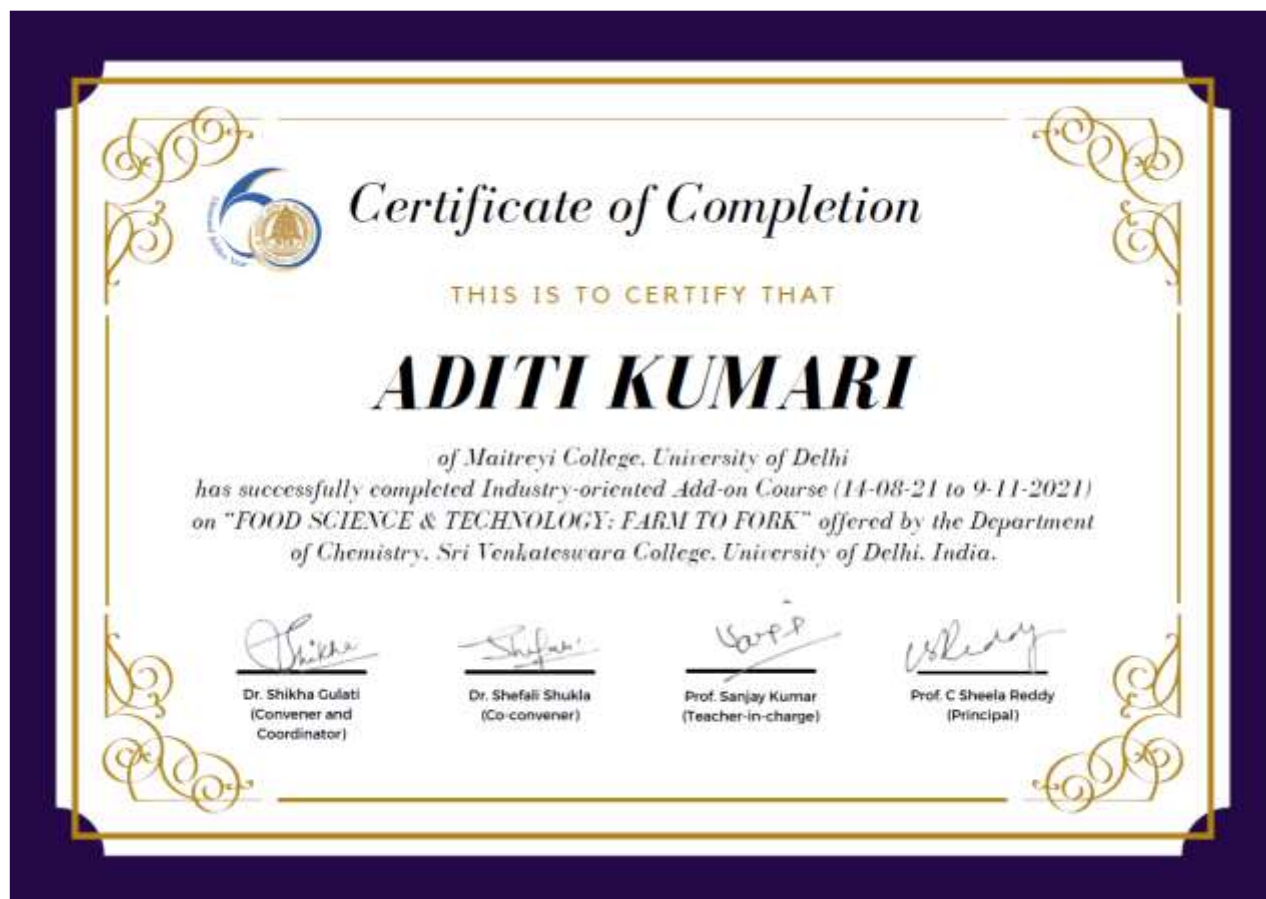 Certificate of Completion
THIS IS TO CERTIFY THAT
ADITI KUMARI
of Maitreyi College, University of Delhi
has successfully completed Industry-oriented Add-on Course (14-08-21 to 9-11-2021)
on "FOOD SCIENCE & TECHNOLOGY: FARM TO FORK" offered by the Department
of Chemistry, Sri Venkateswara College, University of Delhi, India.
Shikha
Shefali
VSReddy
Dr. Shikha Gulati
(Convener and
Coordinator)
Dr. Shefali Shukla
(Co-convener)
Prof. Sanjay Kumar
(Teacher-in-charge)
Prof. C Sheela Reddy
(Principal)